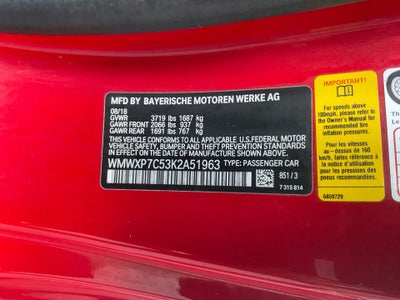 MFD BY BAYERISCHE MOTOREN WERKE AG
08/18
GVWR 3719 lbs 1687 kg
GAWR FRONT 2066 lbs 937 kg
GAWR REAR 1691 lbs 767 kg
THIS VEHICLE CONFORMS TO ALL APPLICABLE U.S.FEDERAL MOTOR
VEHICLE SAFETY, BUMPER AND THEFT PREVENTION STANDARDS IN
EFFECT ON THE DATE OF MANUFACTURE SHOWN ABOVE.
WMWXP7C53K2A51963 TYPE: PASSENGER CAR
851/3
7 315 814
IMPORTANT!
For speeds above
100mph, please refer to
the Owner's Manual for
recommended tire
inflation pressures.
Pour des vitesses
au-dessus de 160
km/h, faites référence
à la notice d'utilisation
pour les pressions de
pneus recommandées.
6859729